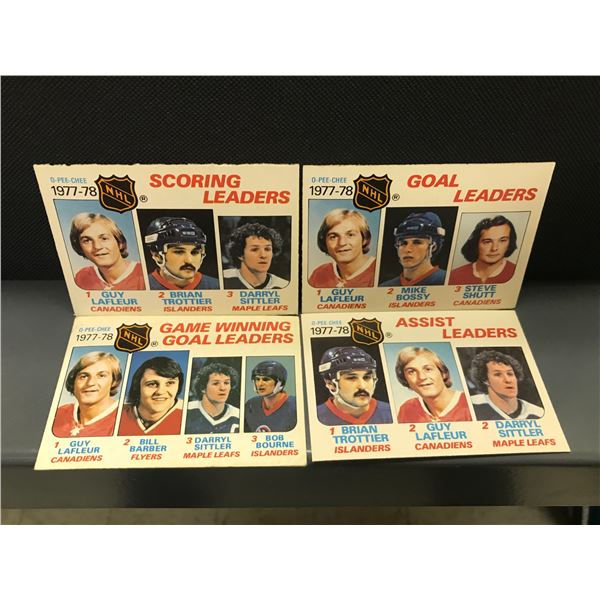 O-PEE-CHEE
1977-78
NHL
®
SCORING
LEADERS
1 GUY
LAFLEUR
CANADIENS
2 BRIAN
TROTTIER
ISLANDERS
3 DARRYL
SITTLER
MAPLE LEAFS
O-PEE-CHEE
1977-78
NHL
®
GOAL
LEADERS
1 GUY
LAFLEUR
CANADIENS
2 MIKE
BOSSY
ISLANDERS
3 STEVE
SHUTT
CANADIENS
O-PEE-CHEE
1977-78
NHL
®
GAME WINNING
GOAL LEADERS
1 GUY
LAFLEUR
CANADIENS
2 BILL
BARBER
FLYERS
3 DARRYL
SITTLER
MAPLE LEAFS
3 BOB
BOURNE
ISLANDERS
O-PEE-CHEE
1977-78
NHL
®
ASSIST
LEADERS
1 BRIAN
TROTTIER
ISLANDERS
2 GUY
LAFLEUR
CANADIENS
2 DARRYL
SITTLER
MAPLE LEAFS